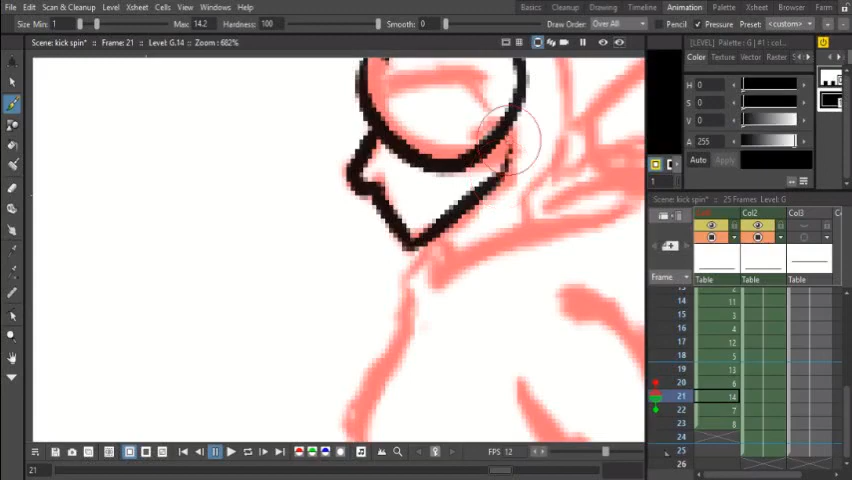 File Edit Scan & Cleanup Level Xsheet Cells View Windows Help
Basics Cleanup Drawing Timeline Animation Palette Xsheet Browser Farm
Size Min: 1 Max: 14.2 Hardness: 100 Smooth: 0 Draw Order: Over All Pencil Pressure Preset: <custom>
Scene: kick spin* : Frame: 21 : Level: G.14 : Zoom : 682%
[LEVEL] Palette : G | #1 : col...
Color Texture Vector Raster
H 0
S 0
V 0
A 255
Auto Apply
1
Scene: kick spin* : 25 Frames Level: G
Col2 Col3
Frame Table Table Table
14 11
15 3
16 4
17 12
18 5
19 13
20 6
21 14
22 7
23 8
24
25
26
FPS 12
21